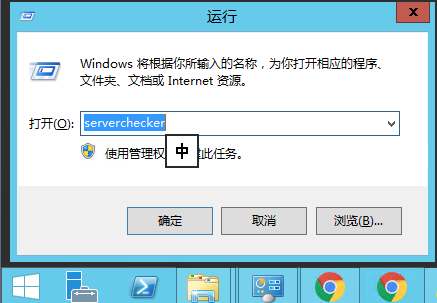 运行
Windows 将根据你所输入的名称，为你打开相应的程序、
文件夹、文档或 Internet 资源。
打开(O): serverchecker
使用管理权 中 此任务。
确定 取消 浏览(B)...